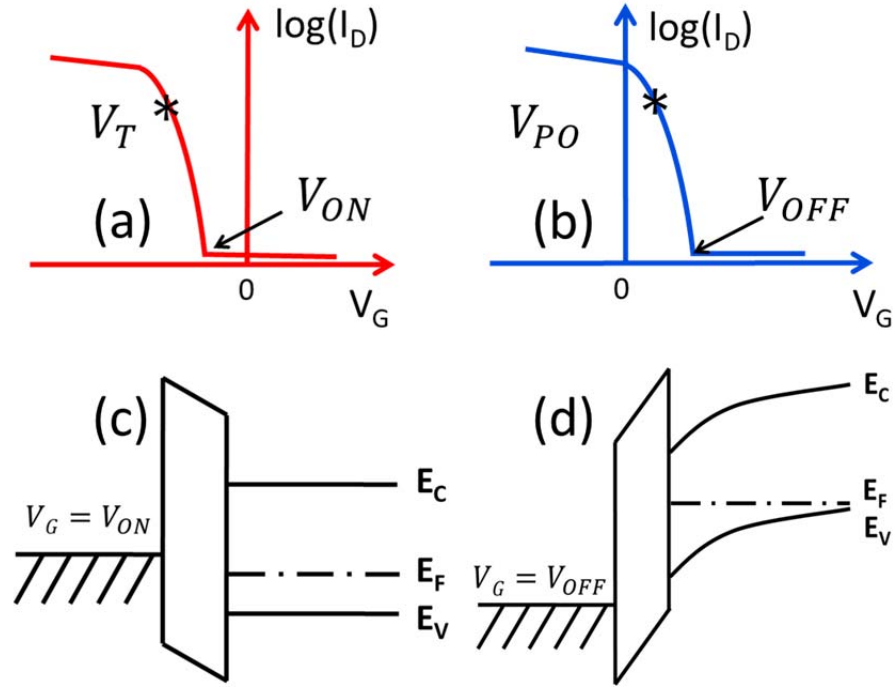 log(I_D)
V_T
*
(a)
V_ON
0
V_G
log(I_D)
V_PO
*
(b)
V_OFF
0
V_G
(c)
V_G = V_ON
E_C
E_F
E_V
(d)
V_G = V_OFF
E_C
E_F
E_V